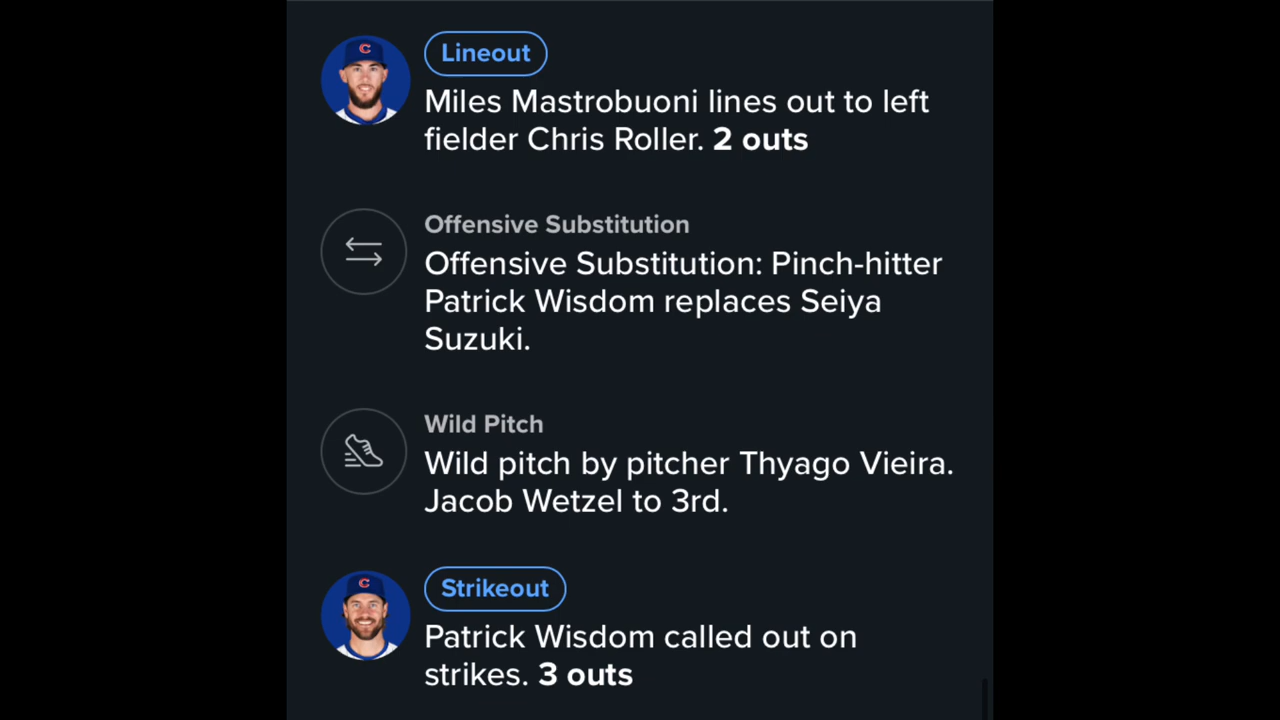 Lineout
Miles Mastrobuoni lines out to left
fielder Chris Roller. 2 outs
Offensive Substitution
Offensive Substitution: Pinch-hitter
Patrick Wisdom replaces Seiya
Suzuki.
Wild Pitch
Wild pitch by pitcher Thyago Vieira.
Jacob Wetzel to 3rd.
Strikeout
Patrick Wisdom called out on
strikes. 3 outs